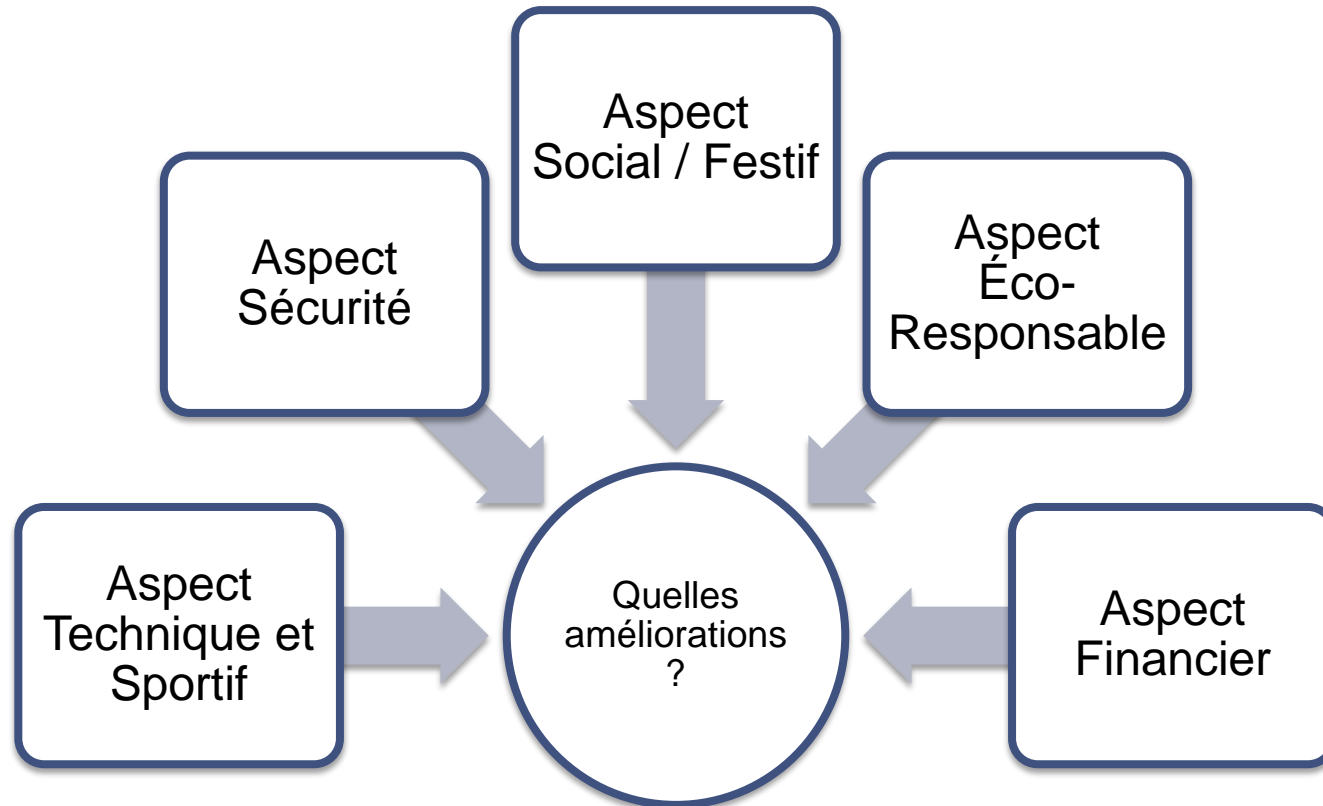 Aspect
Social / Festif
Aspect
Sécurité
Aspect
Éco-
Responsable
Aspect
Technique et
Sportif
Quelles
améliorations
?
Aspect
Financier